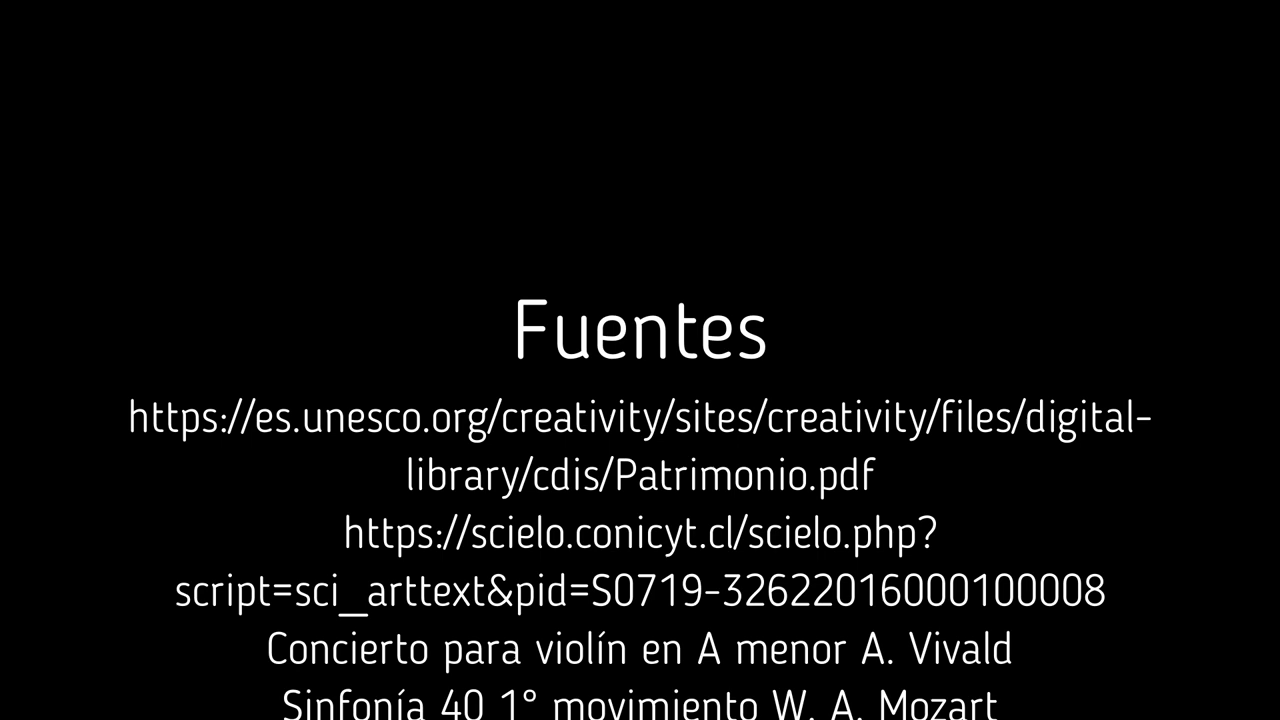 Fuentes
https://es.unesco.org/creativity/sites/creativity/files/digital-
library/cdis/Patrimonio.pdf
https://scielo.conicyt.cl/scielo.php?
script=sci_arttext&pid=S0719-32622016000100008
Concierto para violín en A menor A. Vivald
Sinfonía 40 1° movimiento W. A. Mozart